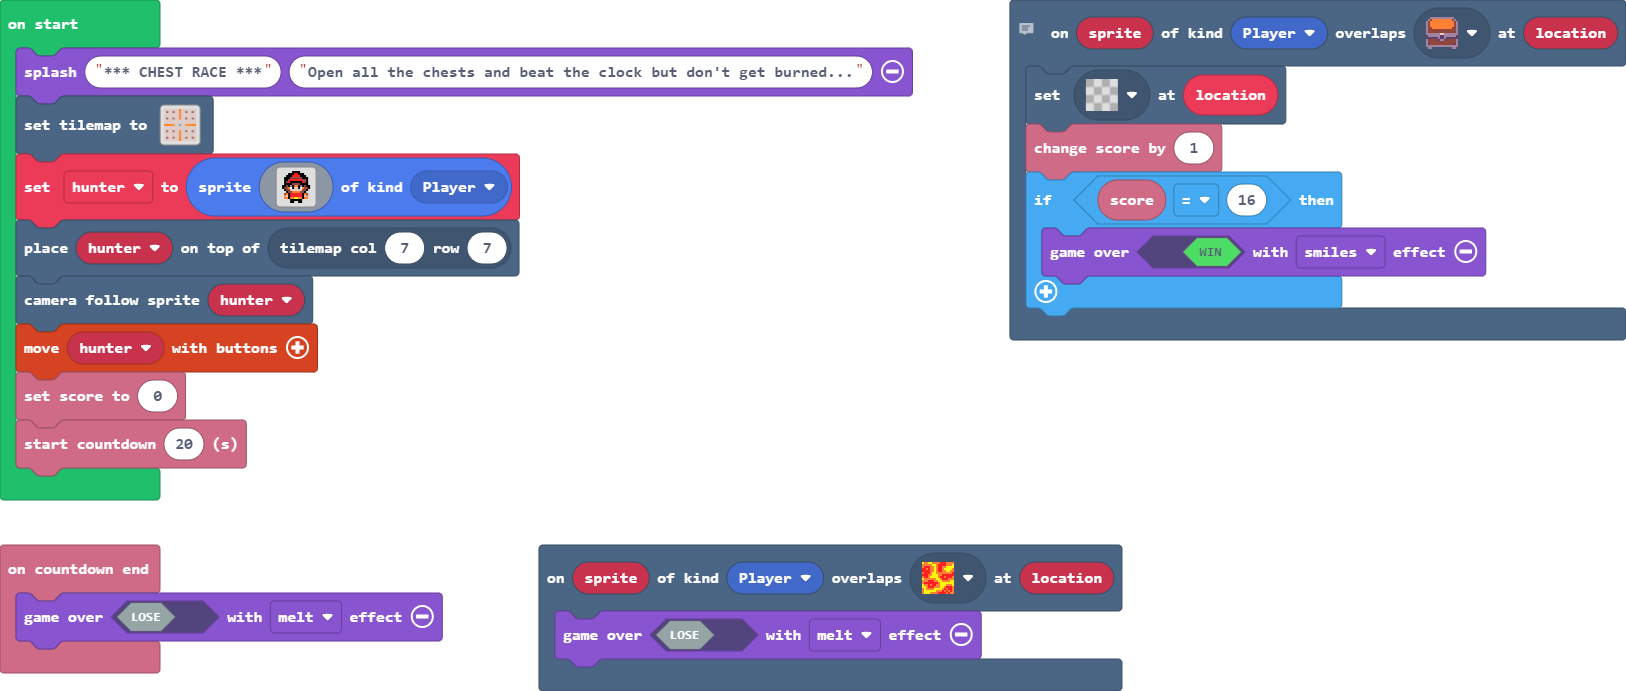 on start
splash "*** CHEST RACE ***" "Open all the chests and beat the clock but don't get burned..."
set tilemap to
set hunter to sprite of kind Player
place hunter on top of tilemap col 7 row 7
camera follow sprite hunter
move hunter with buttons
set score to 0
start countdown 20 (s)
on sprite of kind Player overlaps at location
set at location
change score by 1
if score = 16 then
game over WIN with smiles effect
on countdown end
game over LOSE with melt effect
on sprite of kind Player overlaps at location
game over LOSE with melt effect